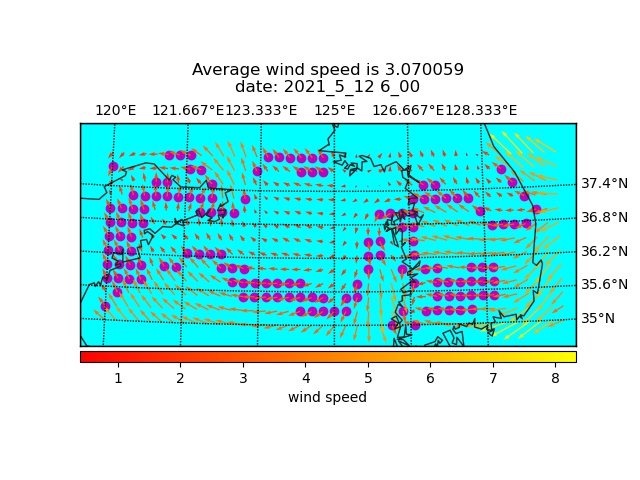 Average wind speed is 3.070059
date: 2021_5_12 6_00
120°E 121.667°E 123.333°E 125°E 126.667°E 128.333°E
37.4°N
36.8°N
36.2°N
35.6°N
35°N
1 2 3 4 5 6 7 8
wind speed